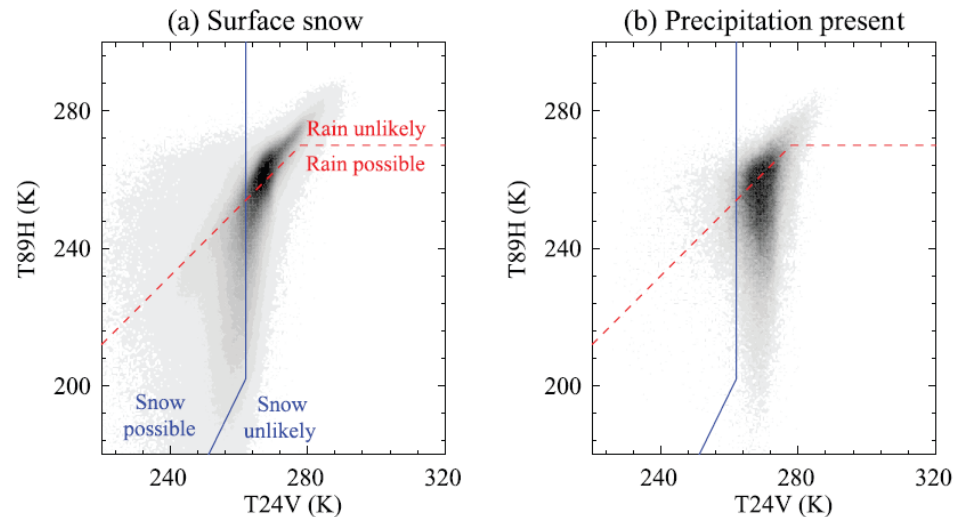 (a) Surface snow
(b) Precipitation present
280
240
200
T89H (K)
Rain unlikely
Rain possible
Snow
possible
Snow
unlikely
240
280
320
T24V (K)
280
240
200
T89H (K)
240
280
320
T24V (K)